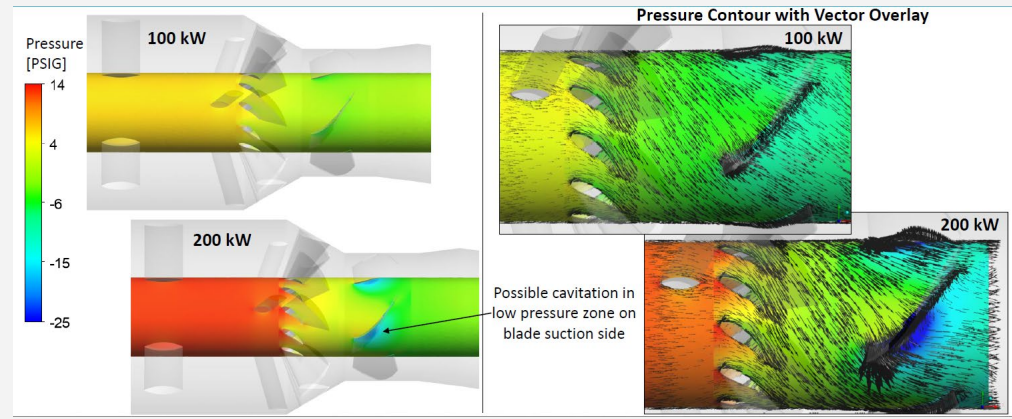 Pressure
[PSIG]
14
4
-6
-15
-25
100 kW
200 kW
Pressure Contour with Vector Overlay
100 kW
200 kW
Possible cavitation in
low pressure zone on
blade suction side